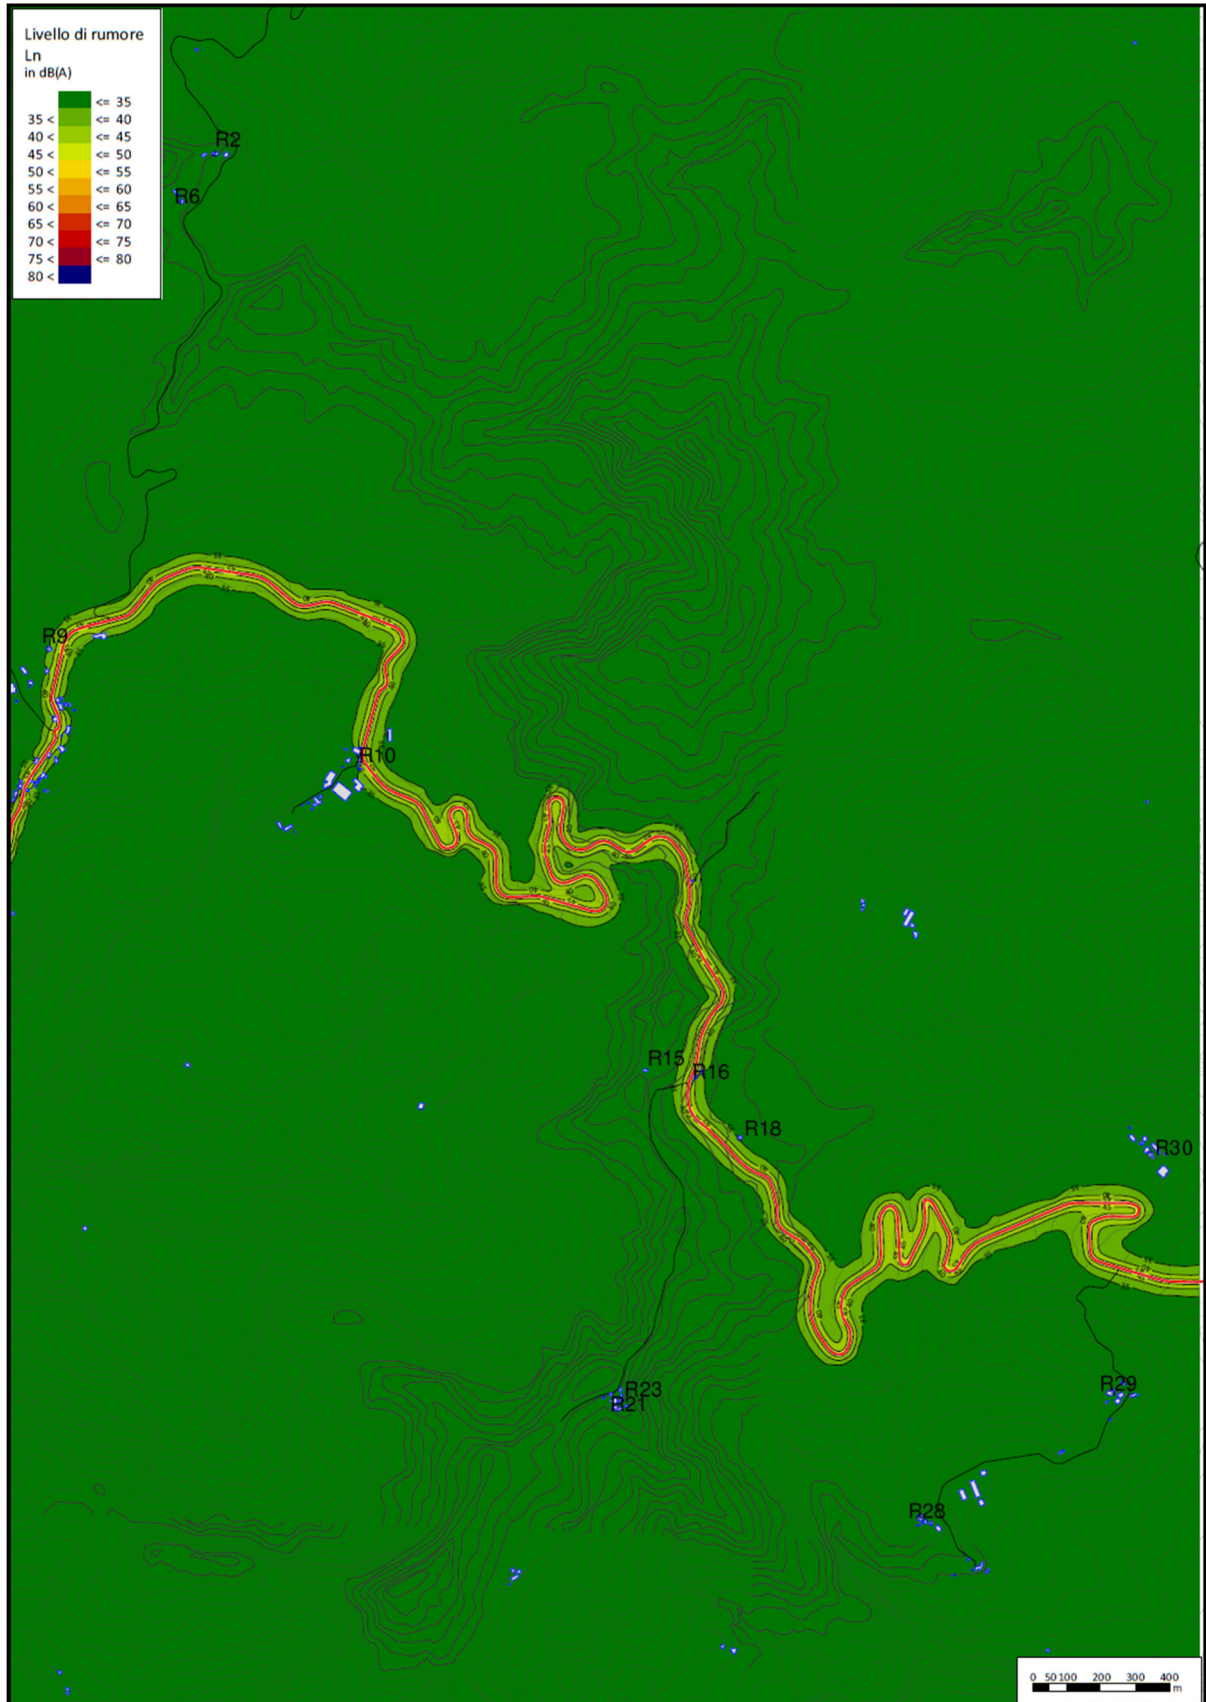 Livello di rumore
Ln
in dB(A)
<= 35
35 < <= 40
40 < <= 45
45 < <= 50
50 < <= 55
55 < <= 60
60 < <= 65
65 < <= 70
70 < <= 75
75 < <= 80
80 <
R2
R6
R9
R10
R15
R16
R18
R30
R23
R21
R29
R28
0 50 100 200 300 400
m